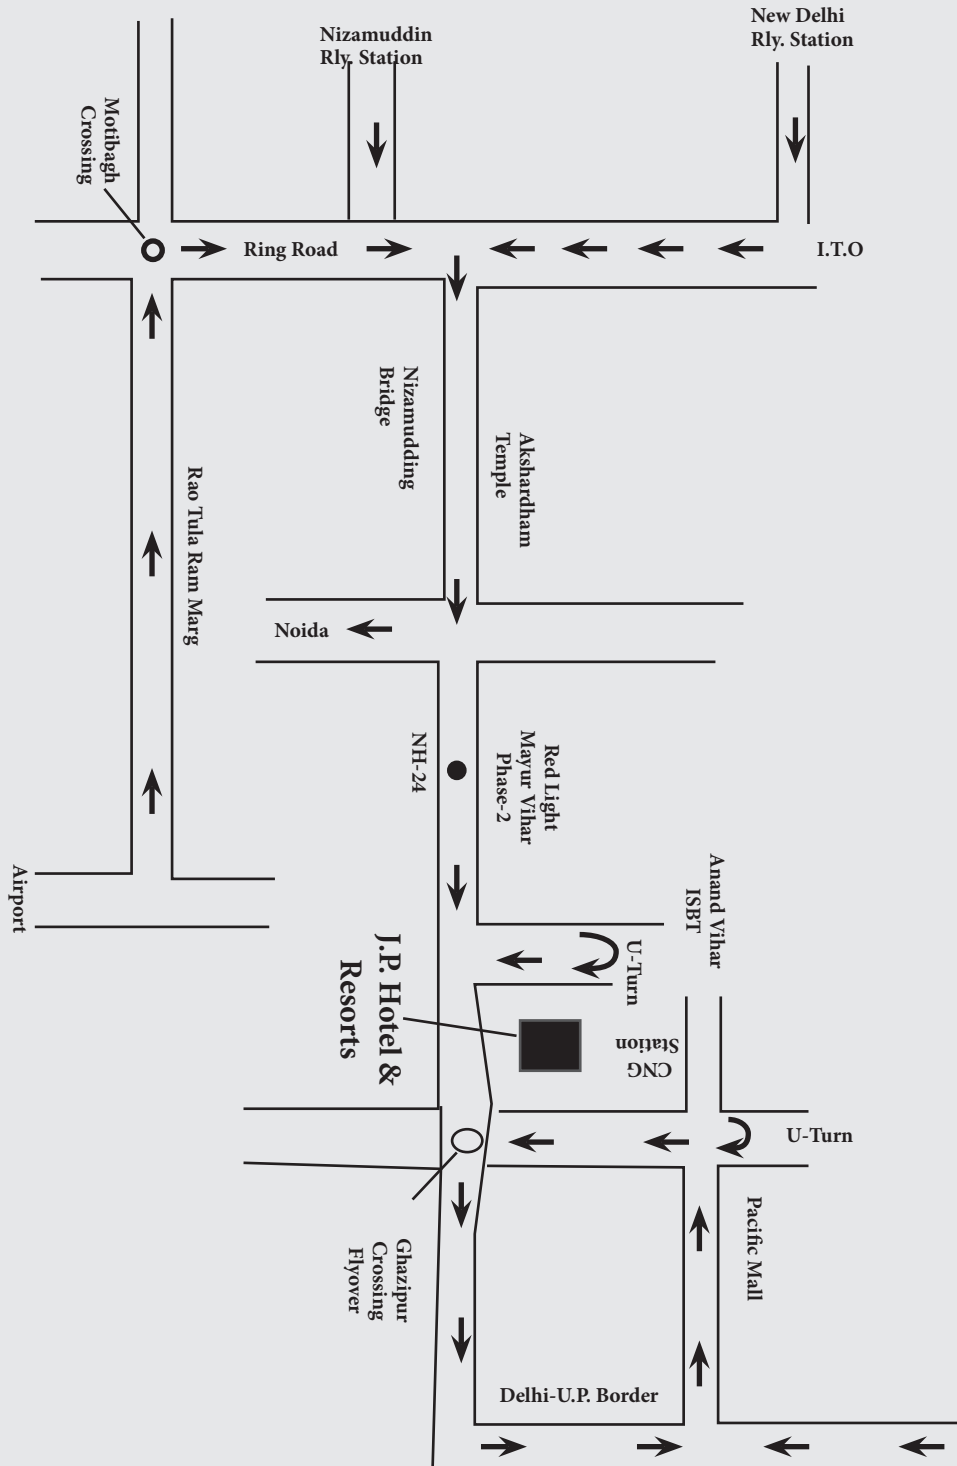 Nizamuddin
Rly. Station
New Delhi
Rly. Station
Motibagh
Crossing
Ring Road
I.T.O
Nizamudding
Bridge
Akshardham
Temple
Rao Tula Ram Marg
Noida
NH-24
Red Light
Mayur Vihar
Phase-2
Airport
Anand Vihar
ISBT
U-Turn
J.P. Hotel &
Resorts
CNG
Station
U-Turn
Ghazipur
Crossing
Flyover
Pacific Mall
Delhi-U.P. Border